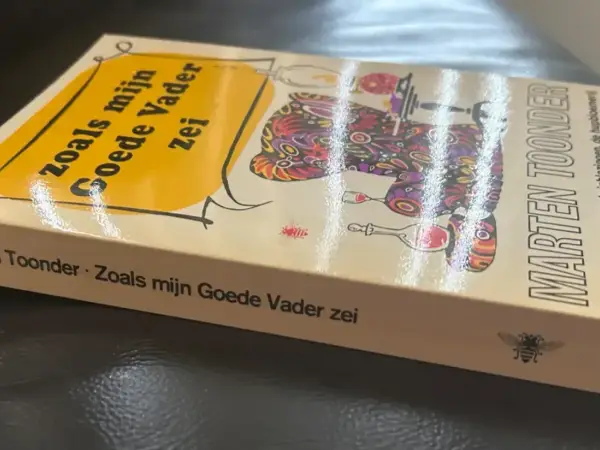 zoals mijn
Goede Vader
zei
MARTEN TOONDER
Toonder · Zoals mijn Goede Vader zei